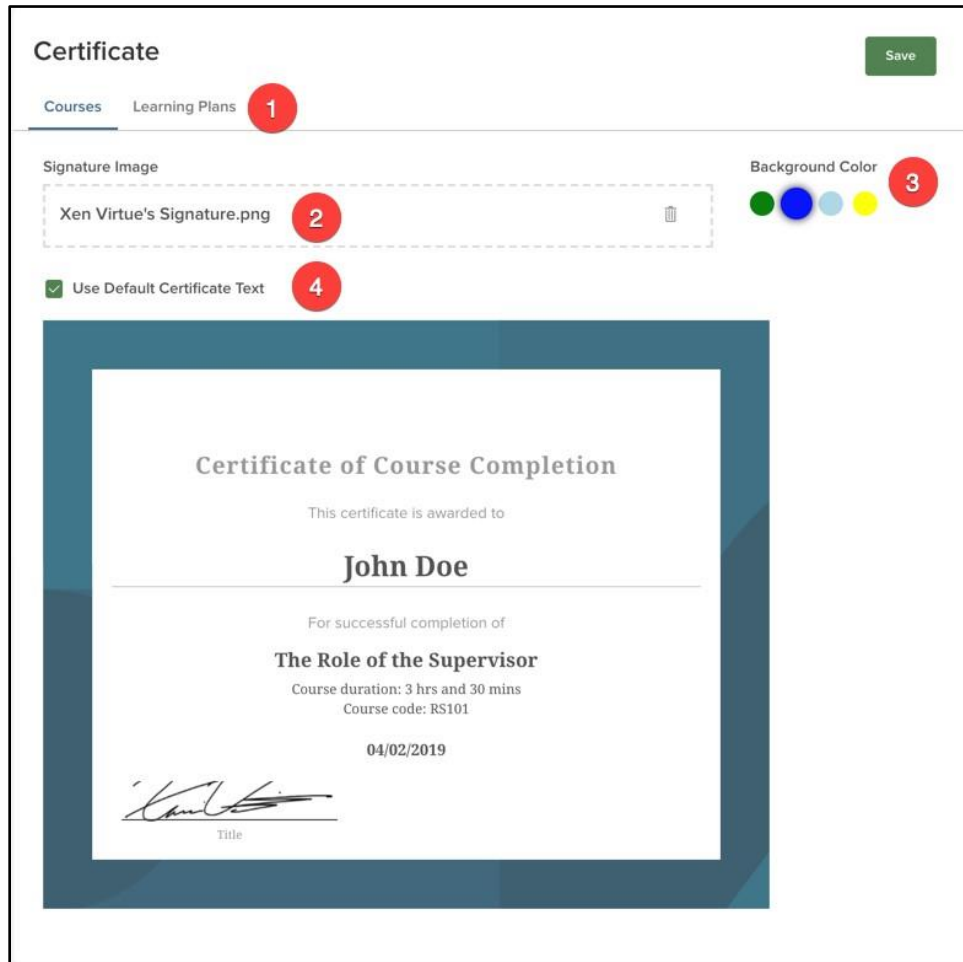 Certificate
Save
Courses Learning Plans 1
Signature Image
Background Color
3
Xen Virtue's Signature.png 2
Use Default Certificate Text 4
Certificate of Course Completion
This certificate is awarded to
John Doe
For successful completion of
The Role of the Supervisor
Course duration: 3 hrs and 30 mins
Course code: RS101
04/02/2019
Title